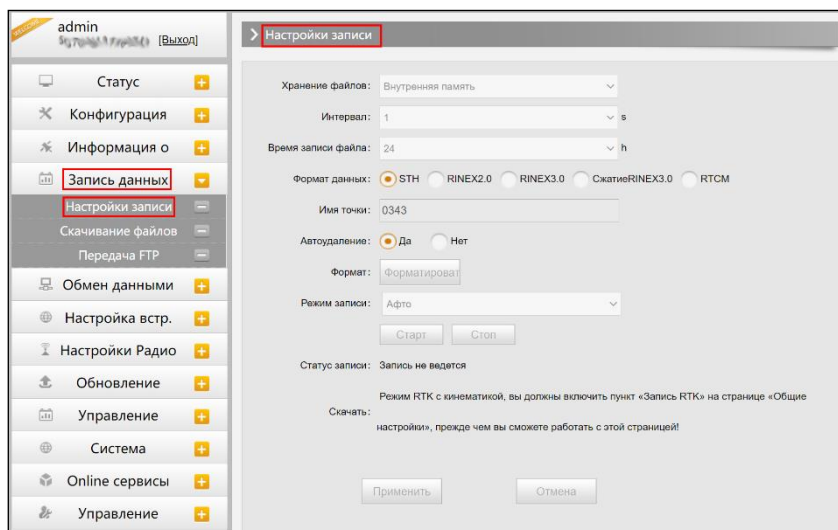 WELCOME
admin
[Выход]
Статус
Конфигурация
Информация о
Запись данных
Настройки записи
Скачивание файлов
Передача FTP
Обмен данными
Настройка встр.
Настройки Радио
Обновление
Управление
Система
Online сервисы
Управление
Настройки записи
Хранение файлов: Внутренняя память
Интервал: 1 s
Время записи файла: 24 h
Формат данных: STH RINEX2.0 RINEX3.0 СжатиеRINEX3.0 RTCM
Имя точки: 0343
Автоудаление: Да Нет
Формат: Форматироват
Режим записи: Афто
Старт Стоп
Статус записи: Запись не ведется
Скачать: Режим RTK с кинематикой, вы должны включить пункт «Запись RTK» на странице «Общие
настройки», прежде чем вы сможете работать с этой страницей!
Применить Отмена